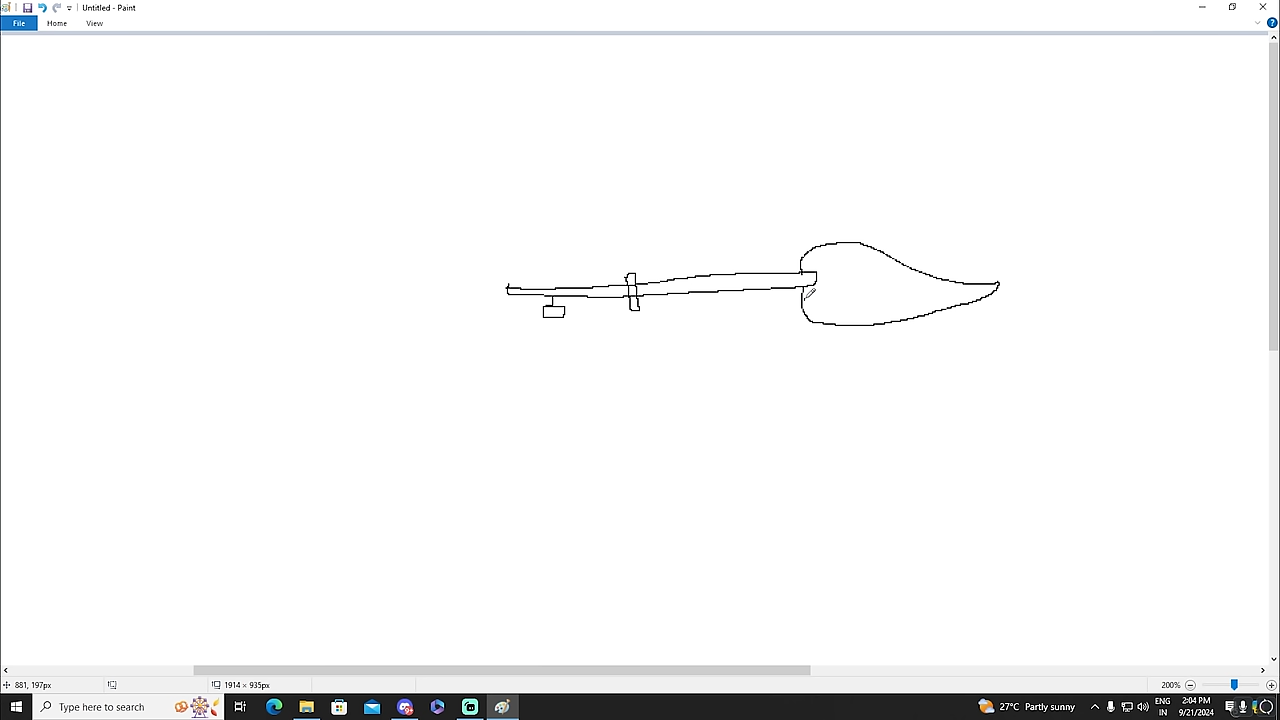 Untitled - Paint
File Home View
881, 197px
1914 × 935px
200%
Type here to search
27°C Partly sunny
ENG
IN
2:04 PM
9/21/2024